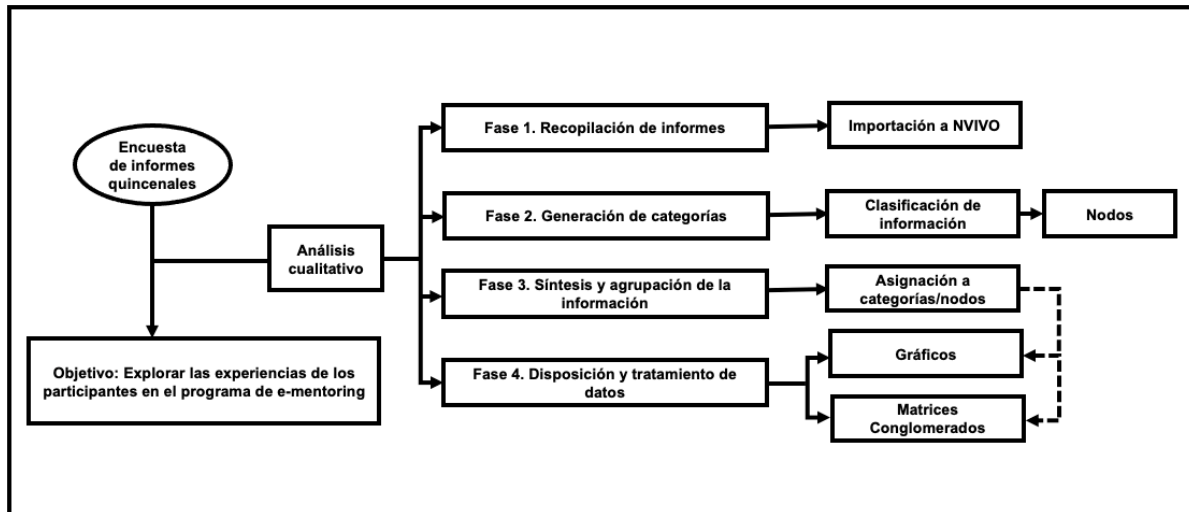 Encuesta
de informes
quincenales
Objetivo: Explorar las experiencias de los
participantes en el programa de e-mentoring
Análisis
cualitativo
Fase 1. Recopilación de informes
Importación a NVIVO
Fase 2. Generación de categorías
Clasificación de
información
Nodos
Fase 3. Síntesis y agrupación de la
información
Asignación a
categorías/nodos
Fase 4. Disposición y tratamiento de
datos
Gráficos
Matrices
Conglomerados